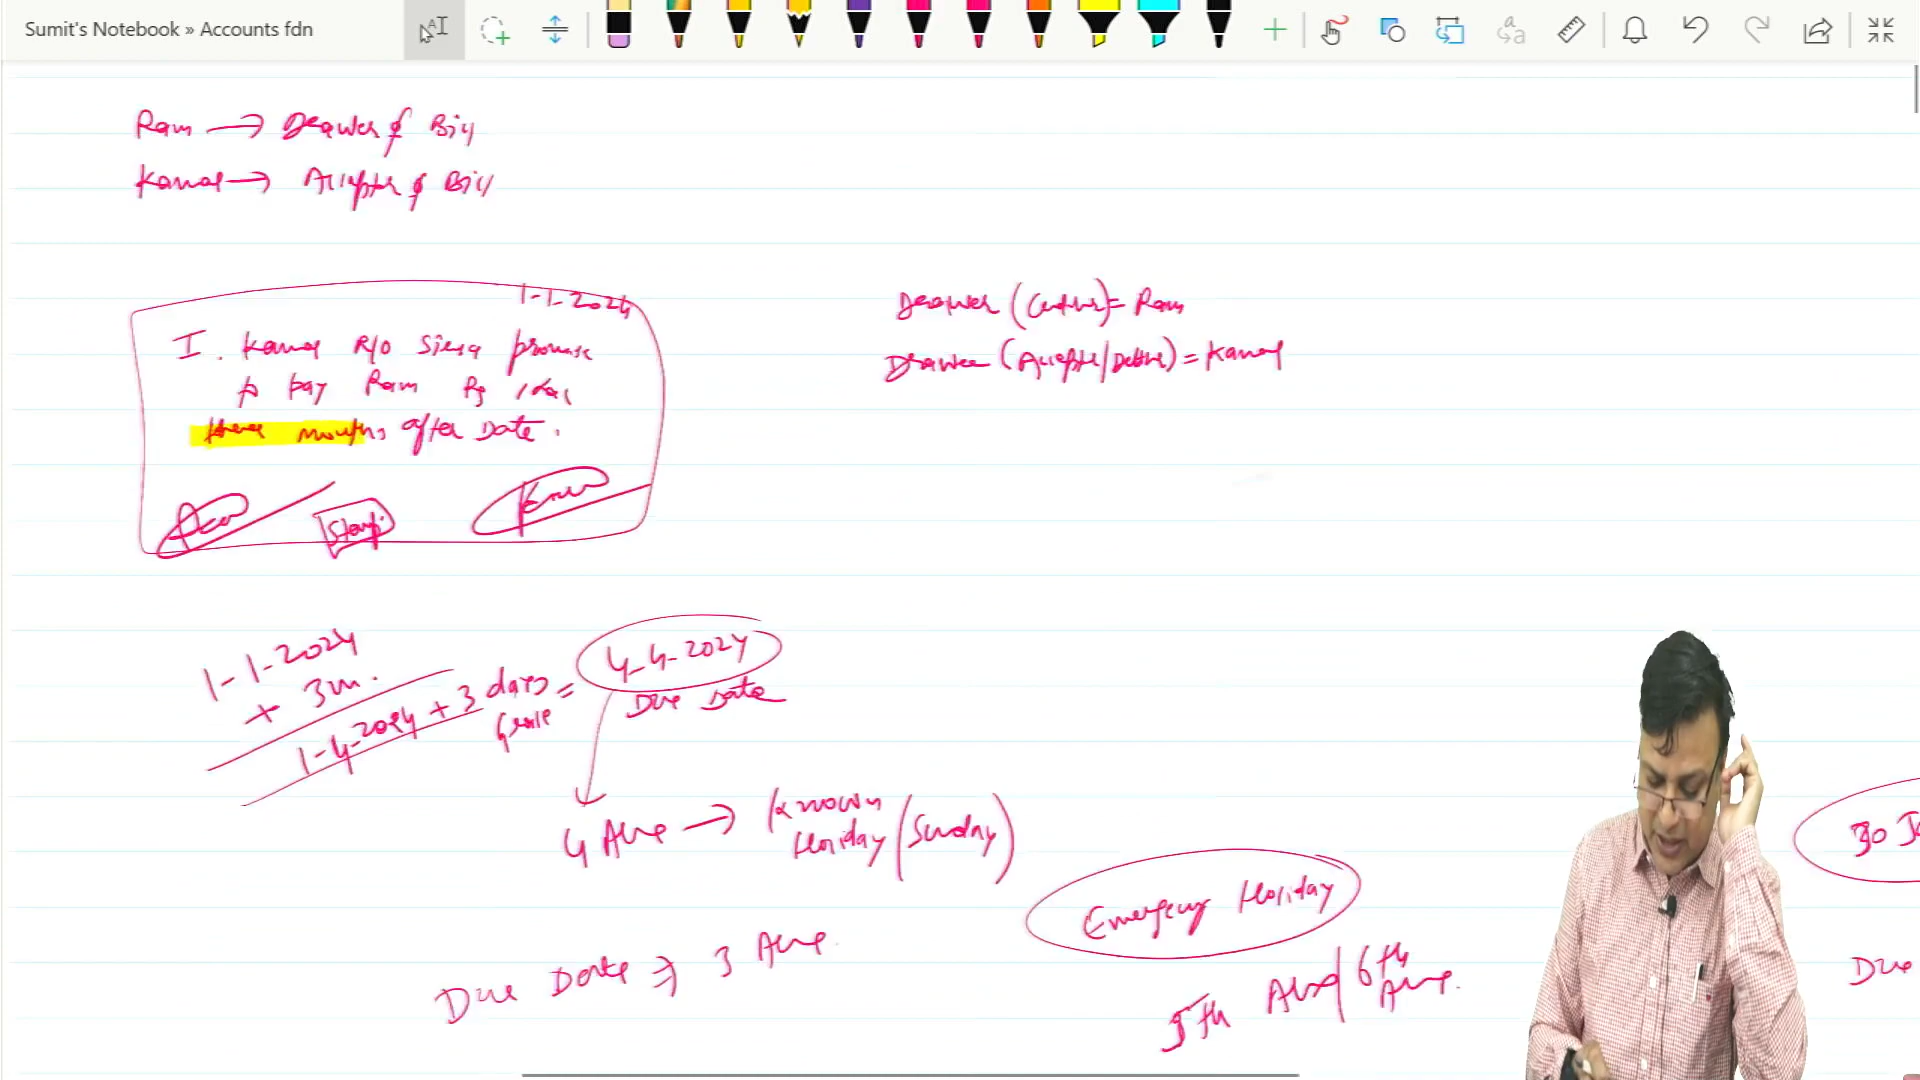 Sumit's Notebook » Accounts fdn
Ram → Drawer of Bill
Kamal → Accepter of Bill
1-1-2024
I. Kamal R/o Sirsa promise
to pay Ram Rs 1 Lac
three months after Date.
Stamp
Drawer (Creditor) = Ram
Drawee (Acceptor/Debtor) = Kamal
1-1-2024
+ 3m.
1-4-2024 + 3 days = 4-4-2024
Grace
Due Date
4 Apr → Known
Holiday (Sunday)
Due Date ⇒ 3 Apr.
Emergency Holiday
5th Apr / 6th
Apr.
30
Due